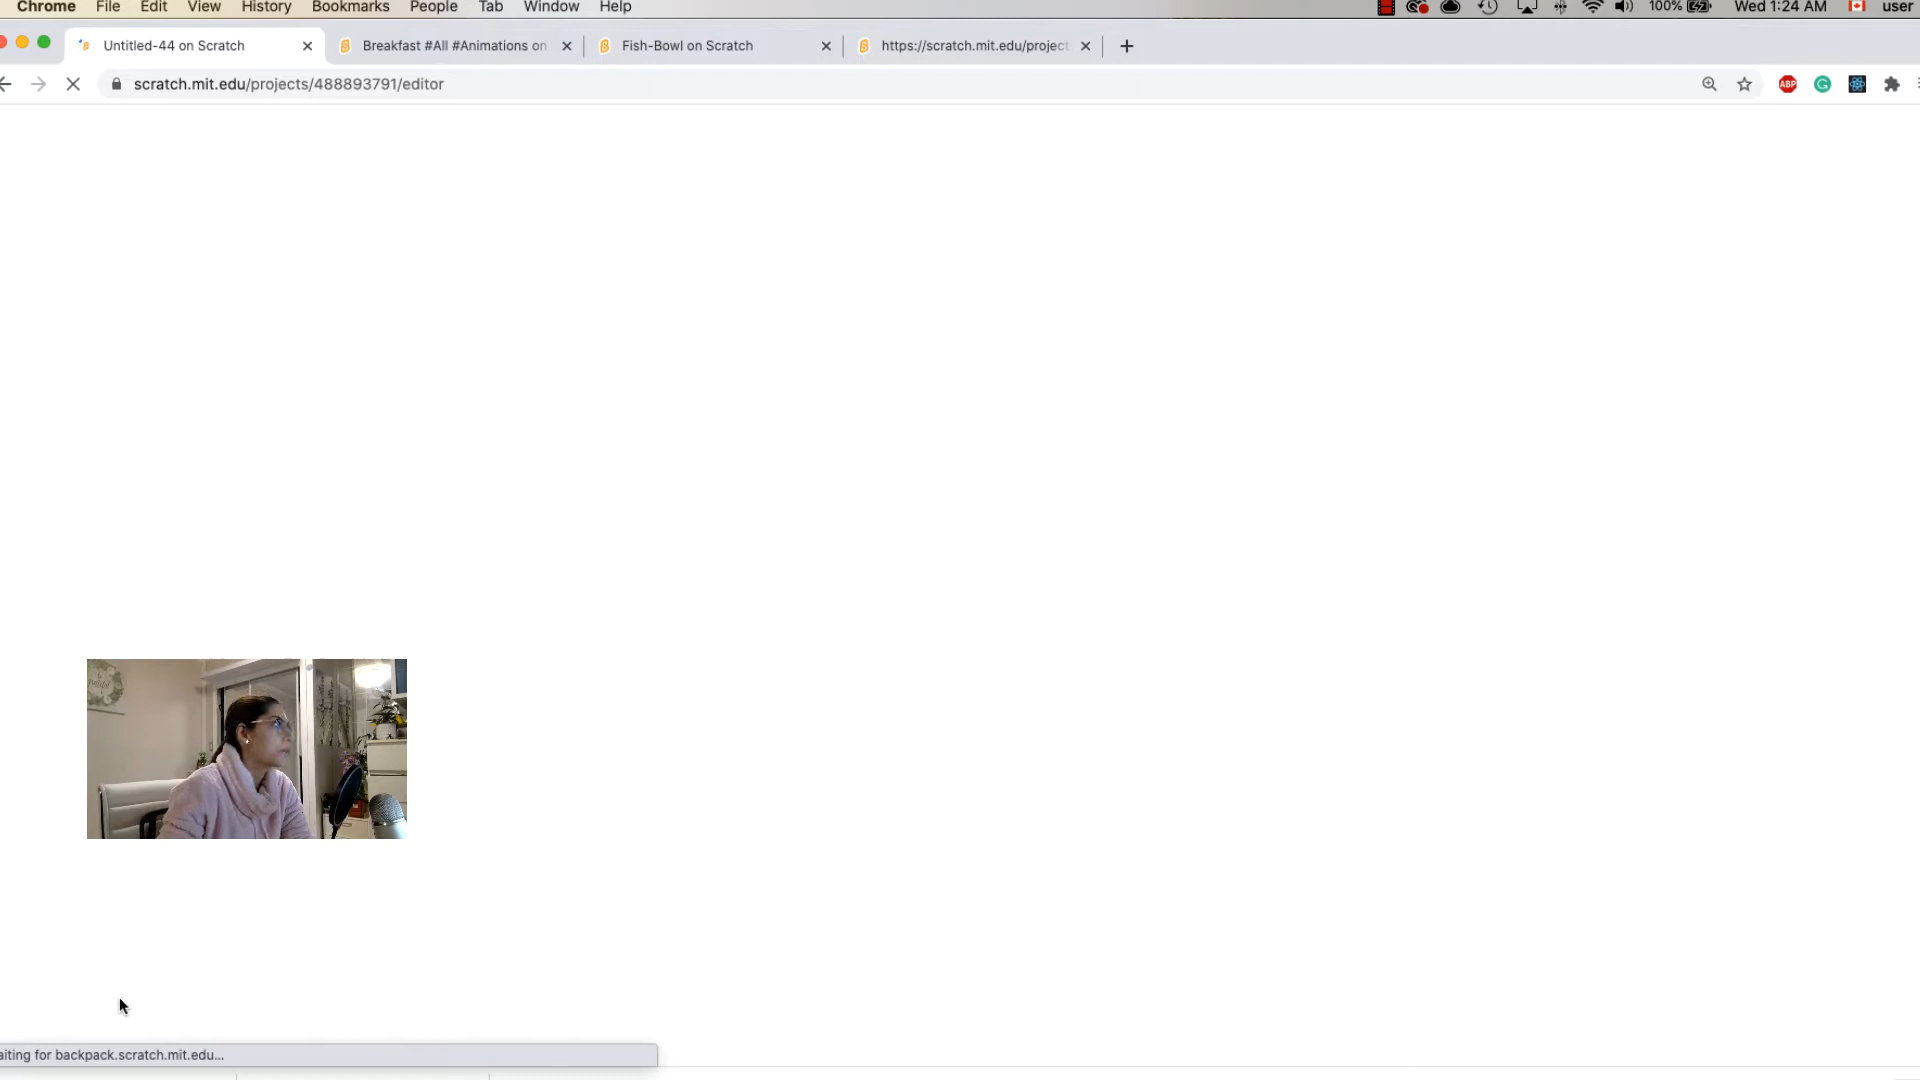 Chrome File Edit View History Bookmarks People Tab Window Help 100% Wed 1:24 AM user
Untitled-44 on Scratch Breakfast #All #Animations on Fish-Bowl on Scratch https://scratch.mit.edu/project
scratch.mit.edu/projects/488893791/editor ABP
aiting for backpack.scratch.mit.edu...